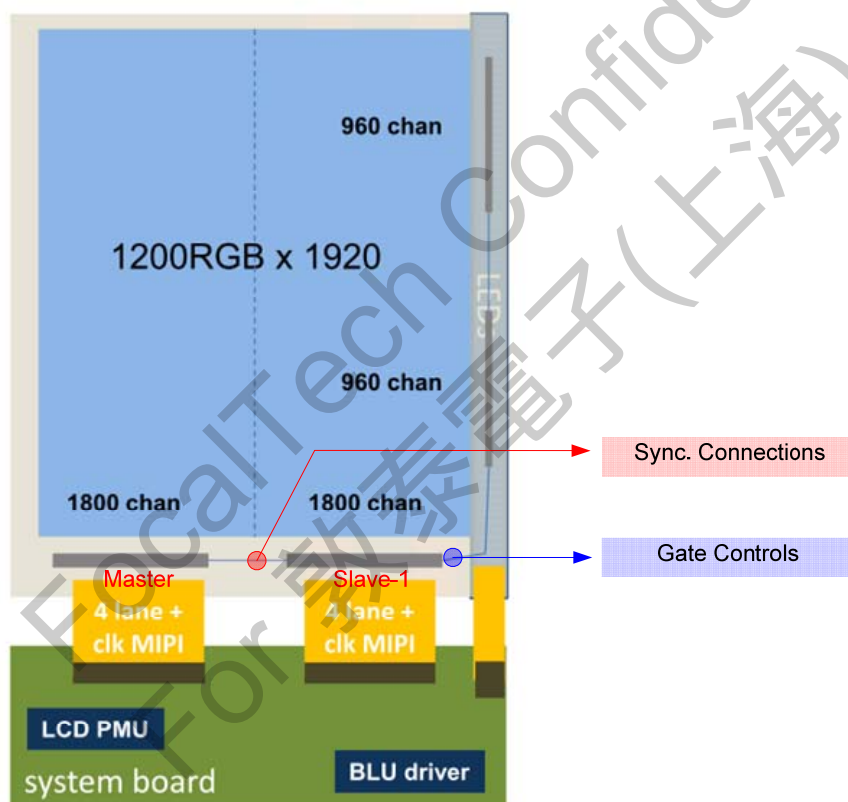 960 chan
1200RGB x 1920
LEDs
960 chan
Sync. Connections
1800 chan
1800 chan
Gate Controls
Master
Slave-1
4 lane +
clk MIPI
4 lane +
clk MIPI
LCD PMU
BLU driver
system board
FocalTech Confide
For 敦泰電子(上海)